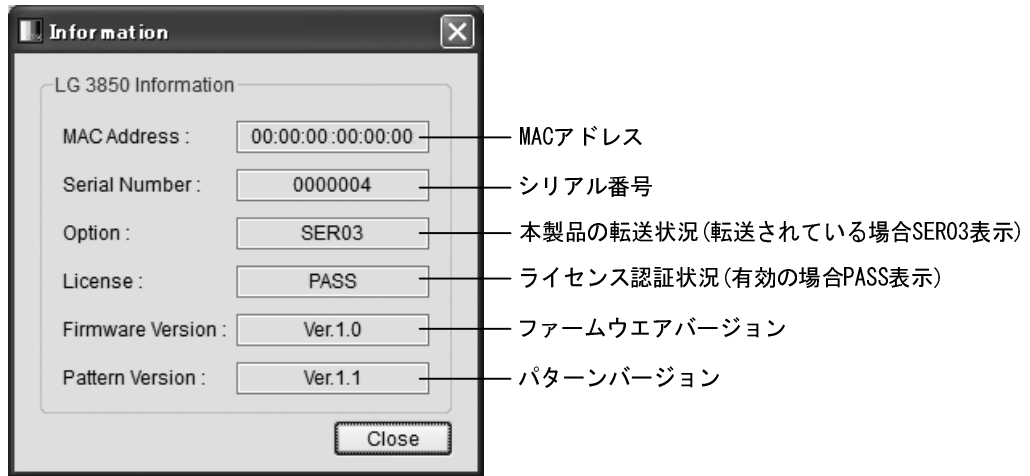 Information
LG 3850 Information
MAC Address : 00:00:00:00:00:00 MACアドレス
Serial Number : 0000004 シリアル番号
Option : SER03 本製品の転送状況(転送されている場合SER03表示)
License : PASS ライセンス認証状況(有効の場合PASS表示)
Firmware Version : Ver.1.0 ファームウエアバージョン
Pattern Version : Ver.1.1 パターンバージョン
Close